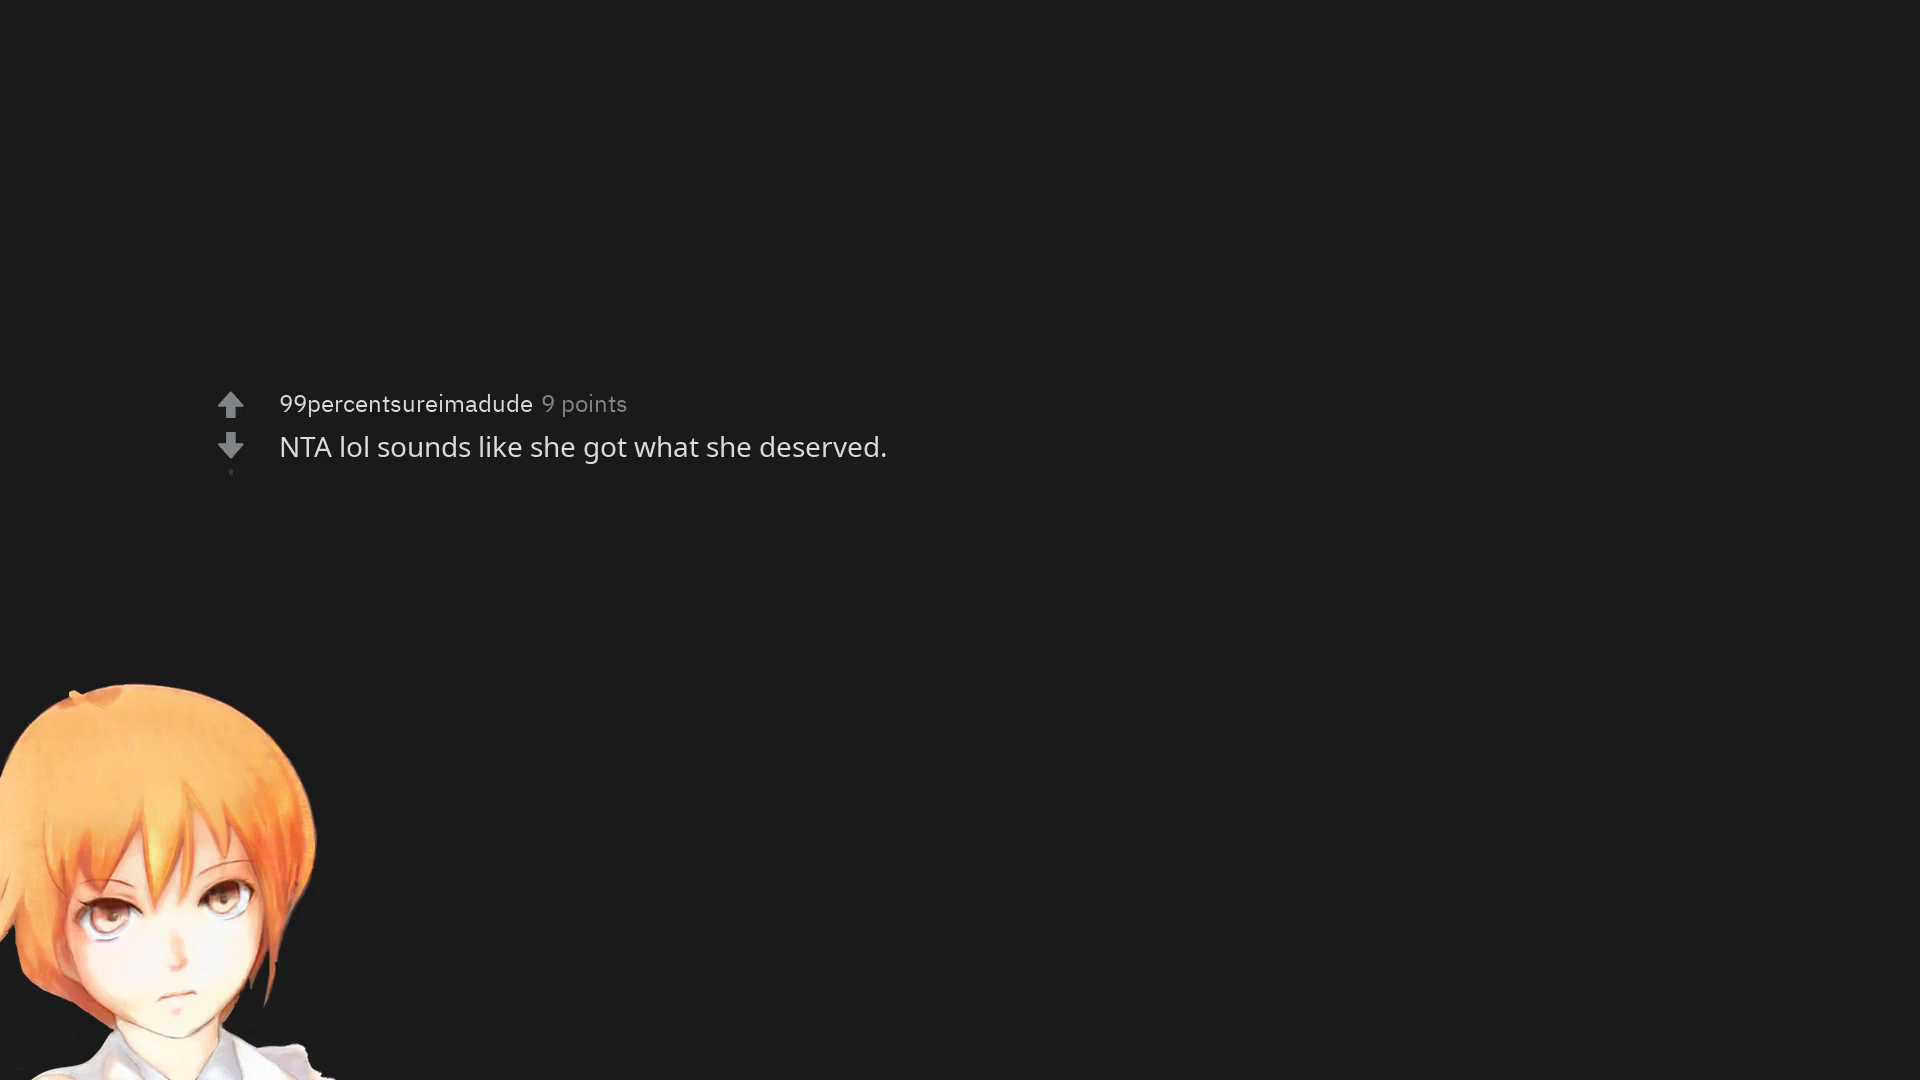 99percentsureimadude 9 points
NTA lol sounds like she got what she deserved.